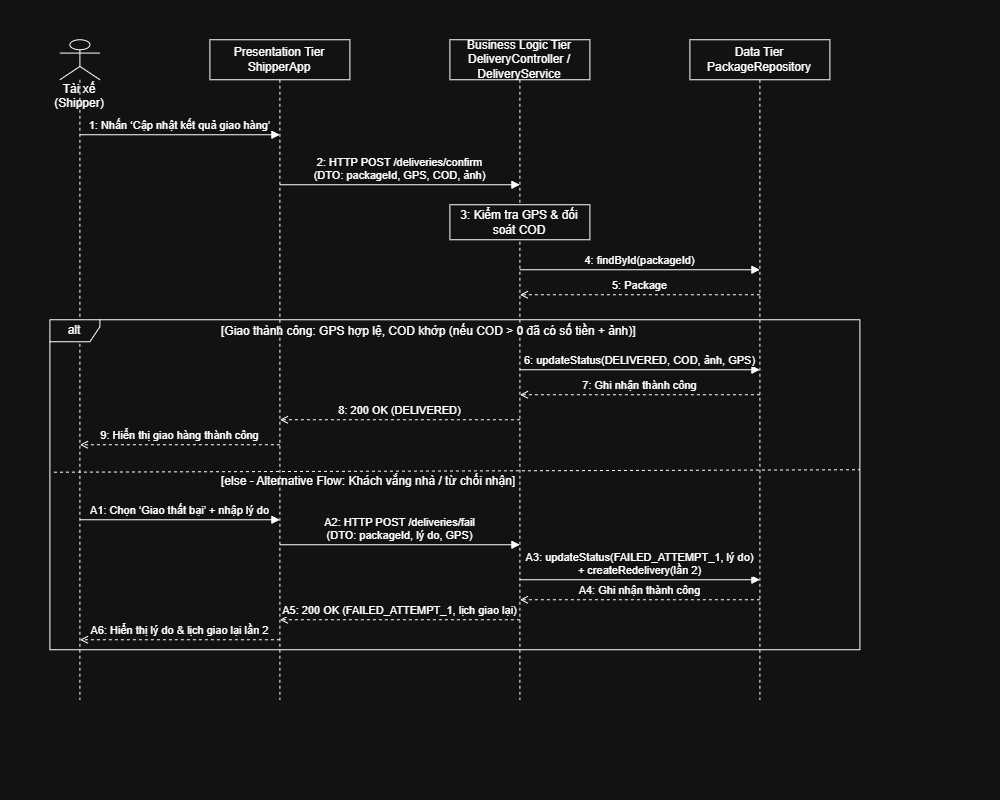 Tài xế
(Shipper)
Presentation Tier
ShipperApp
Business Logic Tier
DeliveryController /
DeliveryService
Data Tier
PackageRepository
1: Nhấn ‘Cập nhật kết quả giao hàng’
2: HTTP POST /deliveries/confirm
(DTO: packageId, GPS, COD, ảnh)
3: Kiểm tra GPS & đối
soát COD
4: findById(packageId)
5: Package
alt
[Giao thành công: GPS hợp lệ, COD khớp (nếu COD > 0 đã có số tiền + ảnh)]
6: updateStatus(DELIVERED, COD, ảnh, GPS)
7: Ghi nhận thành công
8: 200 OK (DELIVERED)
9: Hiển thị giao hàng thành công
[else - Alternative Flow: Khách vắng nhà / từ chối nhận]
A1: Chọn ‘Giao thất bại’ + nhập lý do
A2: HTTP POST /deliveries/fail
(DTO: packageId, lý do, GPS)
A3: updateStatus(FAILED_ATTEMPT_1, lý do)
+ createRedelivery(lần 2)
A4: Ghi nhận thành công
A5: 200 OK (FAILED_ATTEMPT_1, lịch giao lại)
A6: Hiển thị lý do & lịch giao lại lần 2